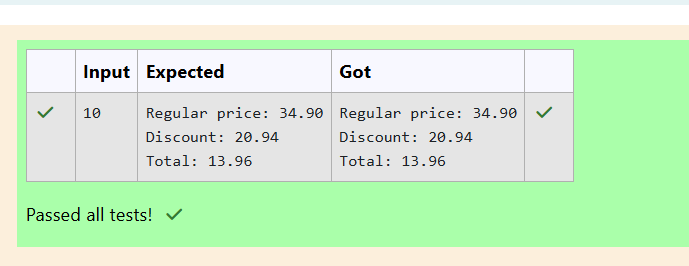 Input Expected Got
10 Regular price: 34.90 Regular price: 34.90
Discount: 20.94 Discount: 20.94
Total: 13.96 Total: 13.96
Passed all tests!